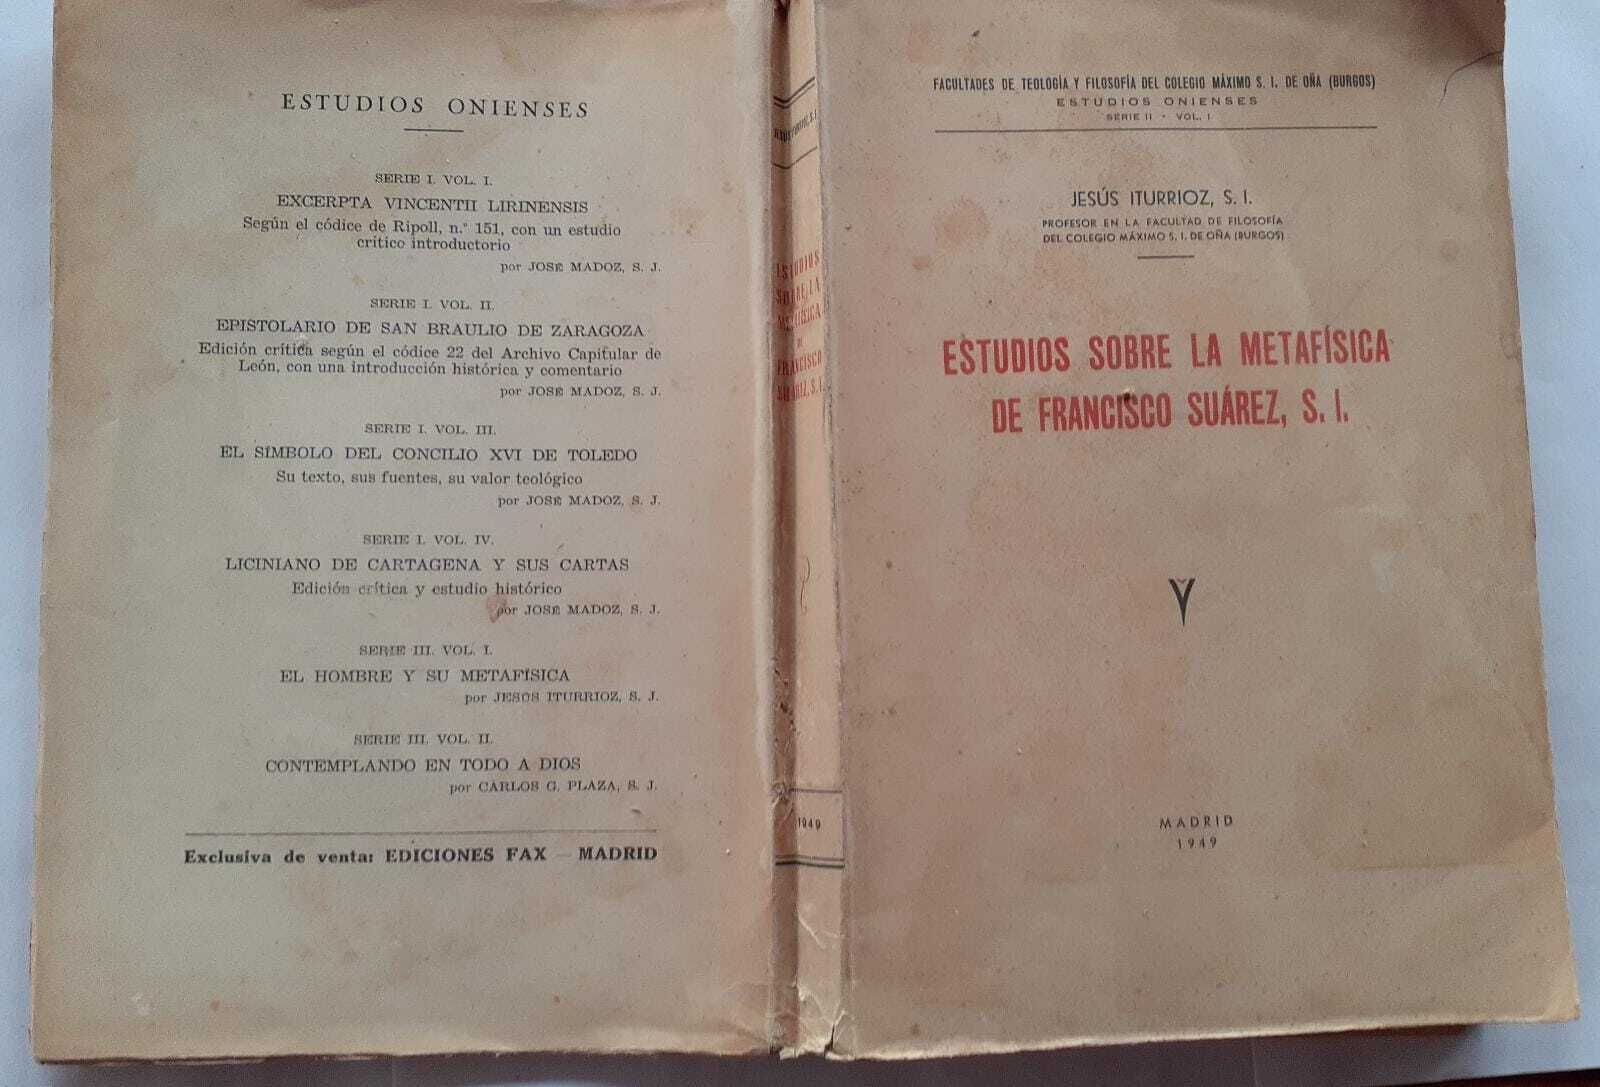 ESTUDIOS ONIENSES
SERIE I. VOL. I.
EXCERPTA VINCENTII LIRINENSIS
Según el códice de Ripoll, n.º 151, con un estudio
crítico introductorio
por JOSÉ MADOZ, S. J.
SERIE I. VOL. II.
EPISTOLARIO DE SAN BRAULIO DE ZARAGOZA
Edición crítica según el códice 22 del Archivo Capitular de
León, con una introducción histórica y comentario
por JOSÉ MADOZ, S. J.
SERIE I. VOL. III.
EL SÍMBOLO DEL CONCILIO XVI DE TOLEDO
Su texto, sus fuentes, su valor teológico
por JOSÉ MADOZ, S. J.
SERIE I. VOL. IV.
LICINIANO DE CARTAGENA Y SUS CARTAS
Edición crítica y estudio histórico
por JOSÉ MADOZ, S. J.
SERIE III. VOL. I.
EL HOMBRE Y SU METAFÍSICA
por JESÚS ITURRIOZ, S. J.
SERIE III. VOL. II.
CONTEMPLANDO EN TODO A DIOS
por CARLOS G. PLAZA, S. J.
Exclusiva de venta: EDICIONES FAX — MADRID
ESTUDIOS
SOBRE LA
METAFÍSICA
DE
FRANCISCO
SUÁREZ, S. I.
1949
FACULTADES DE TEOLOGÍA Y FILOSOFÍA DEL COLEGIO MÁXIMO S. I. DE OÑA (BURGOS)
ESTUDIOS ONIENSES
SERIE II · VOL. I
JESÚS ITURRIOZ, S. I.
PROFESOR EN LA FACULTAD DE FILOSOFÍA
DEL COLEGIO MÁXIMO S. I. DE OÑA (BURGOS)
ESTUDIOS SOBRE LA METAFÍSICA
DE FRANCISCO SUÁREZ, S. I.
MADRID
1949